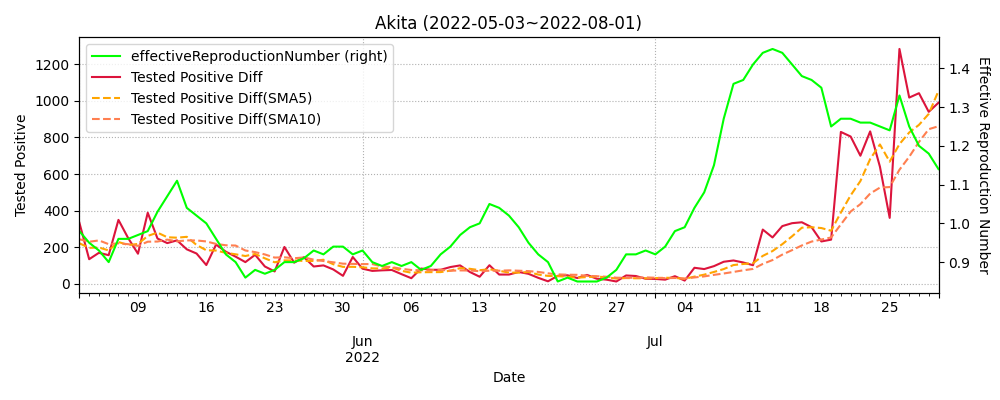 Akita (2022-05-03~2022-08-01)
effectiveReproductionNumber (right)
Tested Positive Diff
Tested Positive Diff(SMA5)
Tested Positive Diff(SMA10)
Tested Positive
1200
1000
800
600
400
200
0
Effective Reproduction Number
1.4
1.3
1.2
1.1
1.0
0.9
09 16 23 30 06 13 20 27 04 11 18 25
Jun Jul
2022
Date